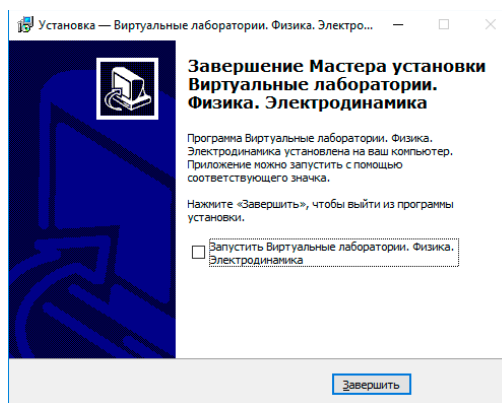 Установка — Виртуальные лаборатории. Физика. Электро...
Завершение Мастера установки
Виртуальные лаборатории.
Физика. Электродинамика
Программа Виртуальные лаборатории. Физика.
Электродинамика установлена на ваш компьютер.
Приложение можно запустить с помощью
соответствующего значка.
Нажмите «Завершить», чтобы выйти из программы
установки.
Запустить Виртуальные лаборатории. Физика.
Электродинамика
Завершить